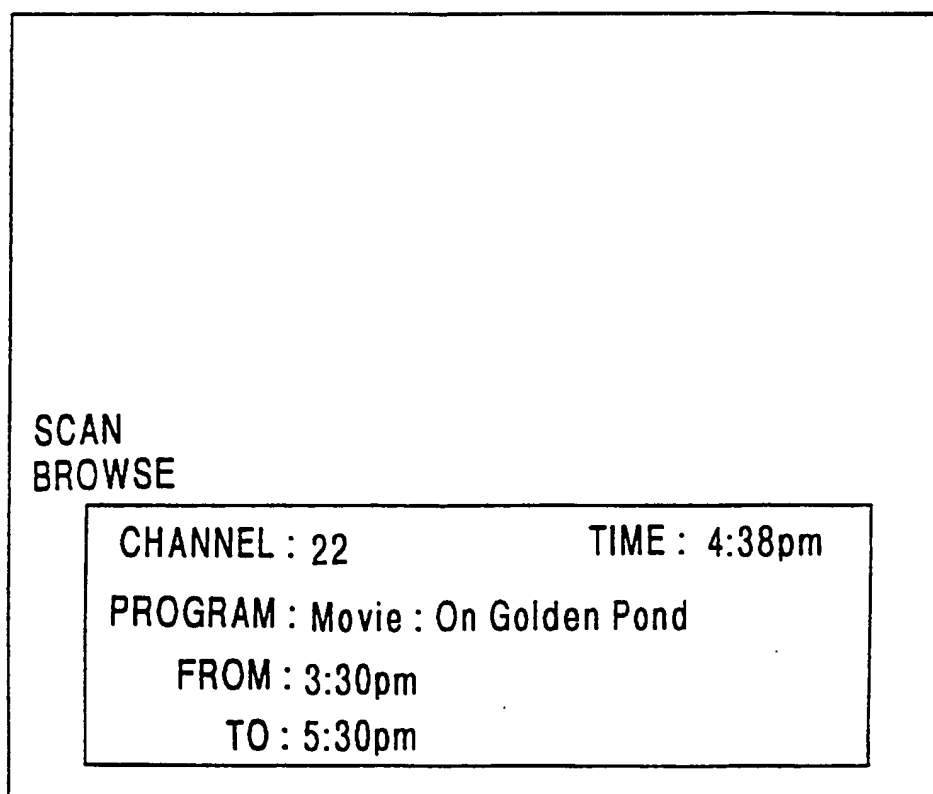 SCAN
BROWSE
CHANNEL : 22 TIME : 4:38pm
PROGRAM : Movie : On Golden Pond
FROM : 3:30pm
TO : 5:30pm